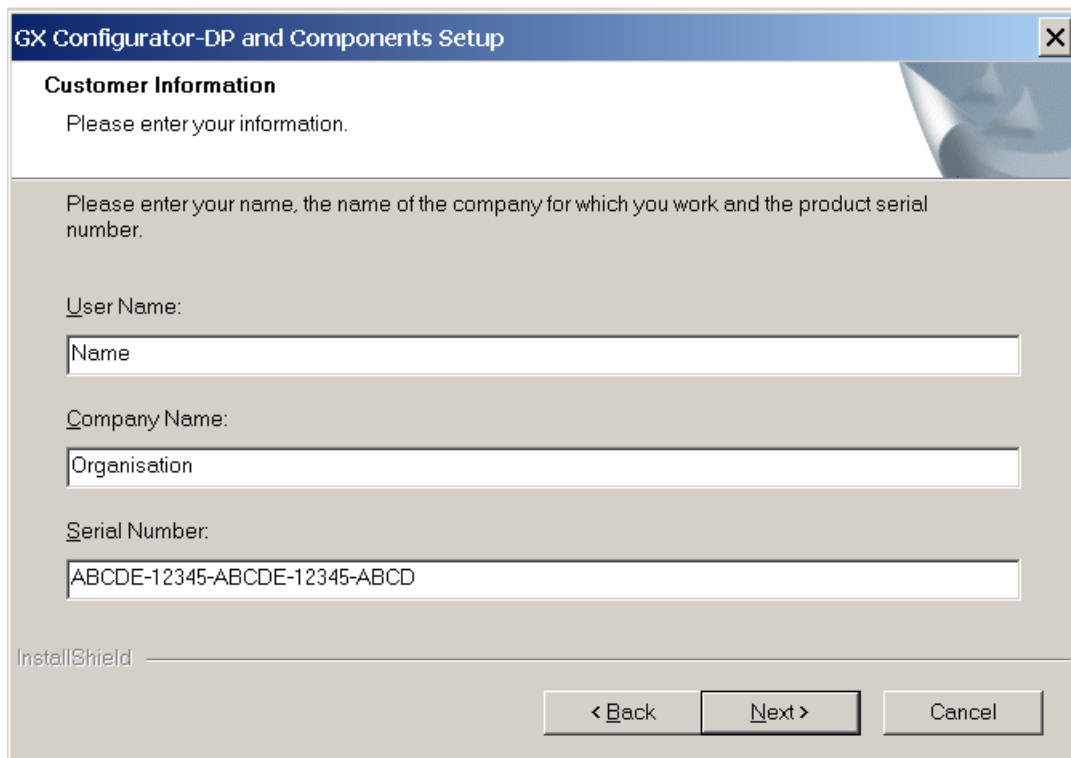 GX Configurator-DP and Components Setup
Customer Information
Please enter your information.
Please enter your name, the name of the company for which you work and the product serial
number.
User Name:
Name
Company Name:
Organisation
Serial Number:
ABCDE-12345-ABCDE-12345-ABCD
InstallShield
< Back
Next >
Cancel